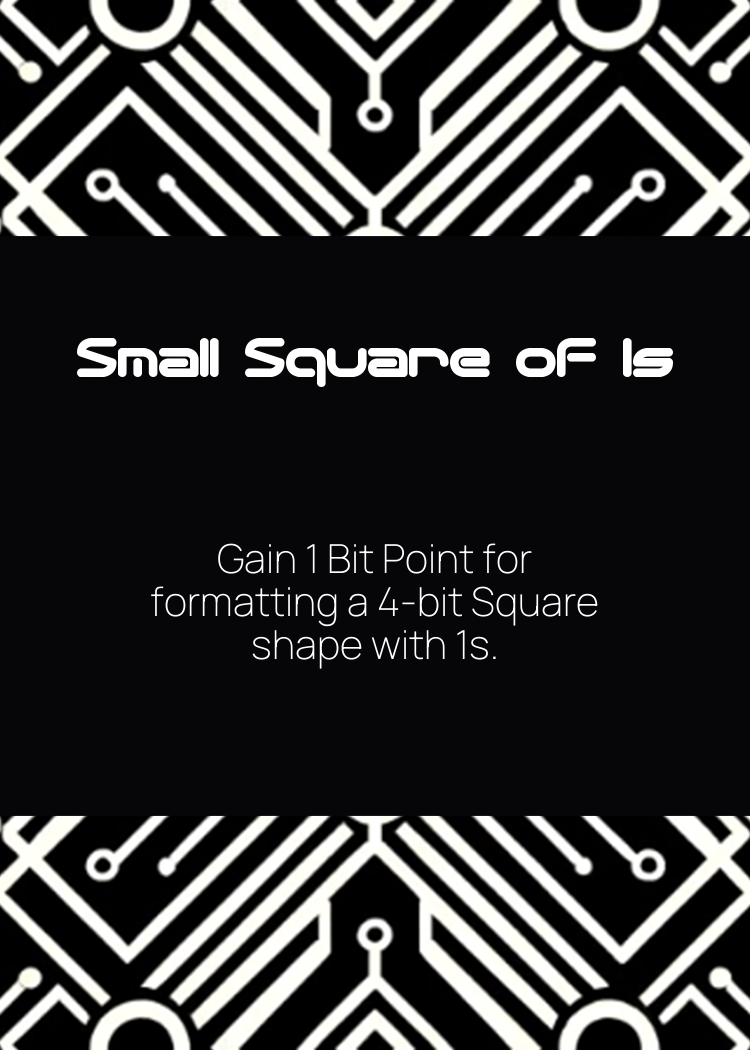 Small Square of 1s
Gain 1 Bit Point for
formatting a 4-bit Square
shape with 1s.